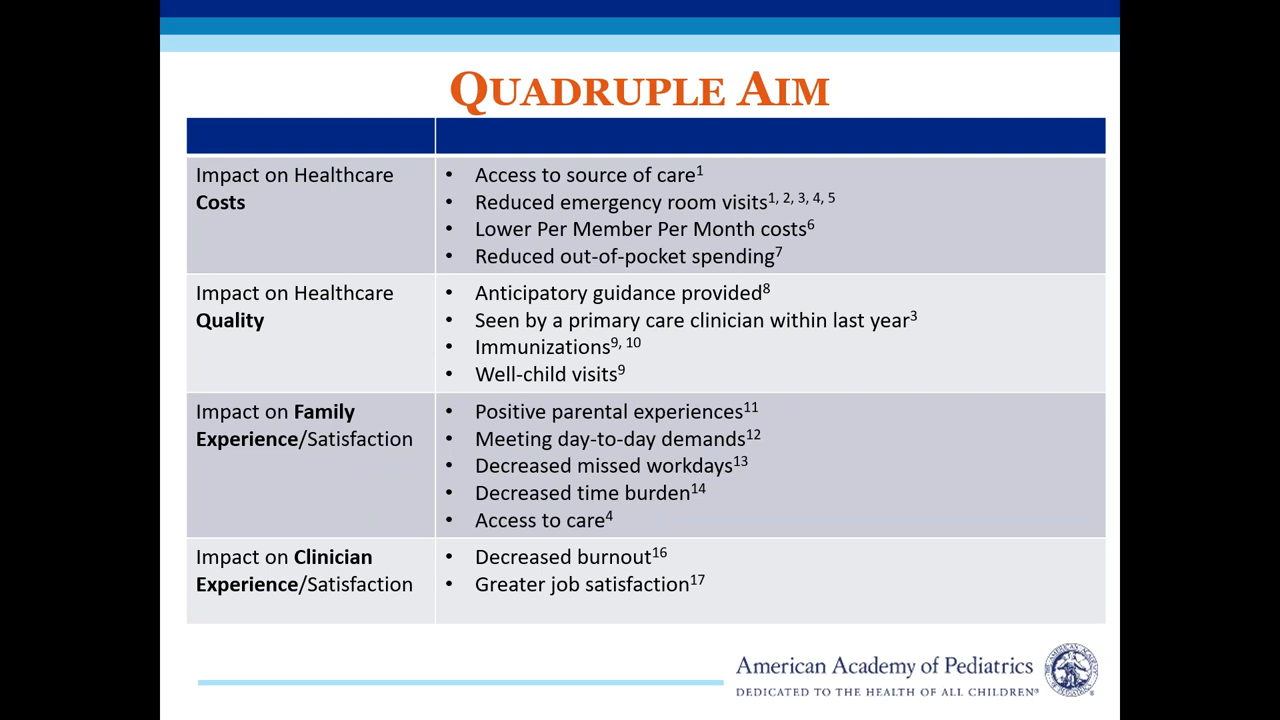 QUADRUPLE AIM
Impact on Healthcare
Costs
• Access to source of care1
• Reduced emergency room visits1, 2, 3, 4, 5
• Lower Per Member Per Month costs6
• Reduced out-of-pocket spending7
Impact on Healthcare
Quality
• Anticipatory guidance provided8
• Seen by a primary care clinician within last year3
• Immunizations9, 10
• Well-child visits9
Impact on Family
Experience/Satisfaction
• Positive parental experiences11
• Meeting day-to-day demands12
• Decreased missed workdays13
• Decreased time burden14
• Access to care4
Impact on Clinician
Experience/Satisfaction
• Decreased burnout16
• Greater job satisfaction17
American Academy of Pediatrics
DEDICATED TO THE HEALTH OF ALL CHILDREN®